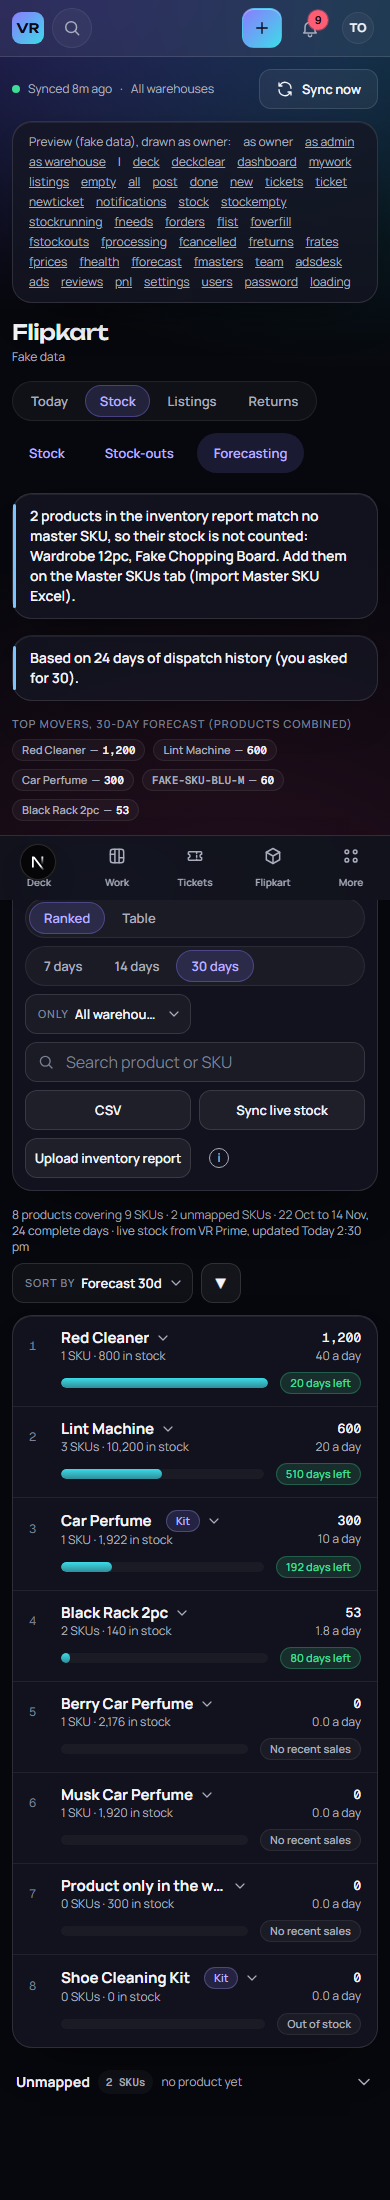 VR
9
TO
Synced 8m ago · All warehouses
Sync now
Preview (fake data), drawn as owner: as owner as admin
as warehouse | deck deckclear dashboard mywork
listings empty all post done new tickets ticket
newticket notifications stock stockempty
stockrunning fneeds forders flist foverfill
fstockouts fprocessing fcancelled freturns frates
fprices fhealth fforecast fmasters team adsdesk
ads reviews pnl settings users password loading
Flipkart
Fake data
Today Stock Listings Returns
Stock Stock-outs Forecasting
2 products in the inventory report match no
master SKU, so their stock is not counted:
Wardrobe 12pc, Fake Chopping Board. Add them
on the Master SKUs tab (Import Master SKU
Excel).
Based on 24 days of dispatch history (you asked
for 30).
TOP MOVERS, 30-DAY FORECAST (PRODUCTS COMBINED)
Red Cleaner — 1,200 Lint Machine — 600
Car Perfume — 300 FAKE-SKU-BLU-M — 60
Black Rack 2pc — 53
N
Deck Work Tickets Flipkart More
Ranked Table
7 days 14 days 30 days
ONLY All warehou...
Search product or SKU
CSV Sync live stock
Upload inventory report i
8 products covering 9 SKUs · 2 unmapped SKUs · 22 Oct to 14 Nov,
24 complete days · live stock from VR Prime, updated Today 2:30
pm
SORT BY Forecast 30d ▼
1 Red Cleaner 1,200
1 SKU · 800 in stock 40 a day
20 days left
2 Lint Machine 600
3 SKUs · 10,200 in stock 20 a day
510 days left
3 Car Perfume Kit 300
1 SKU · 1,922 in stock 10 a day
192 days left
4 Black Rack 2pc 53
2 SKUs · 140 in stock 1.8 a day
80 days left
5 Berry Car Perfume 0
1 SKU · 2,176 in stock 0.0 a day
No recent sales
6 Musk Car Perfume 0
1 SKU · 1,920 in stock 0.0 a day
No recent sales
7 Product only in the w... 0
0 SKUs · 300 in stock 0.0 a day
No recent sales
8 Shoe Cleaning Kit Kit 0
0 SKUs · 0 in stock 0.0 a day
Out of stock
Unmapped 2 SKUs no product yet